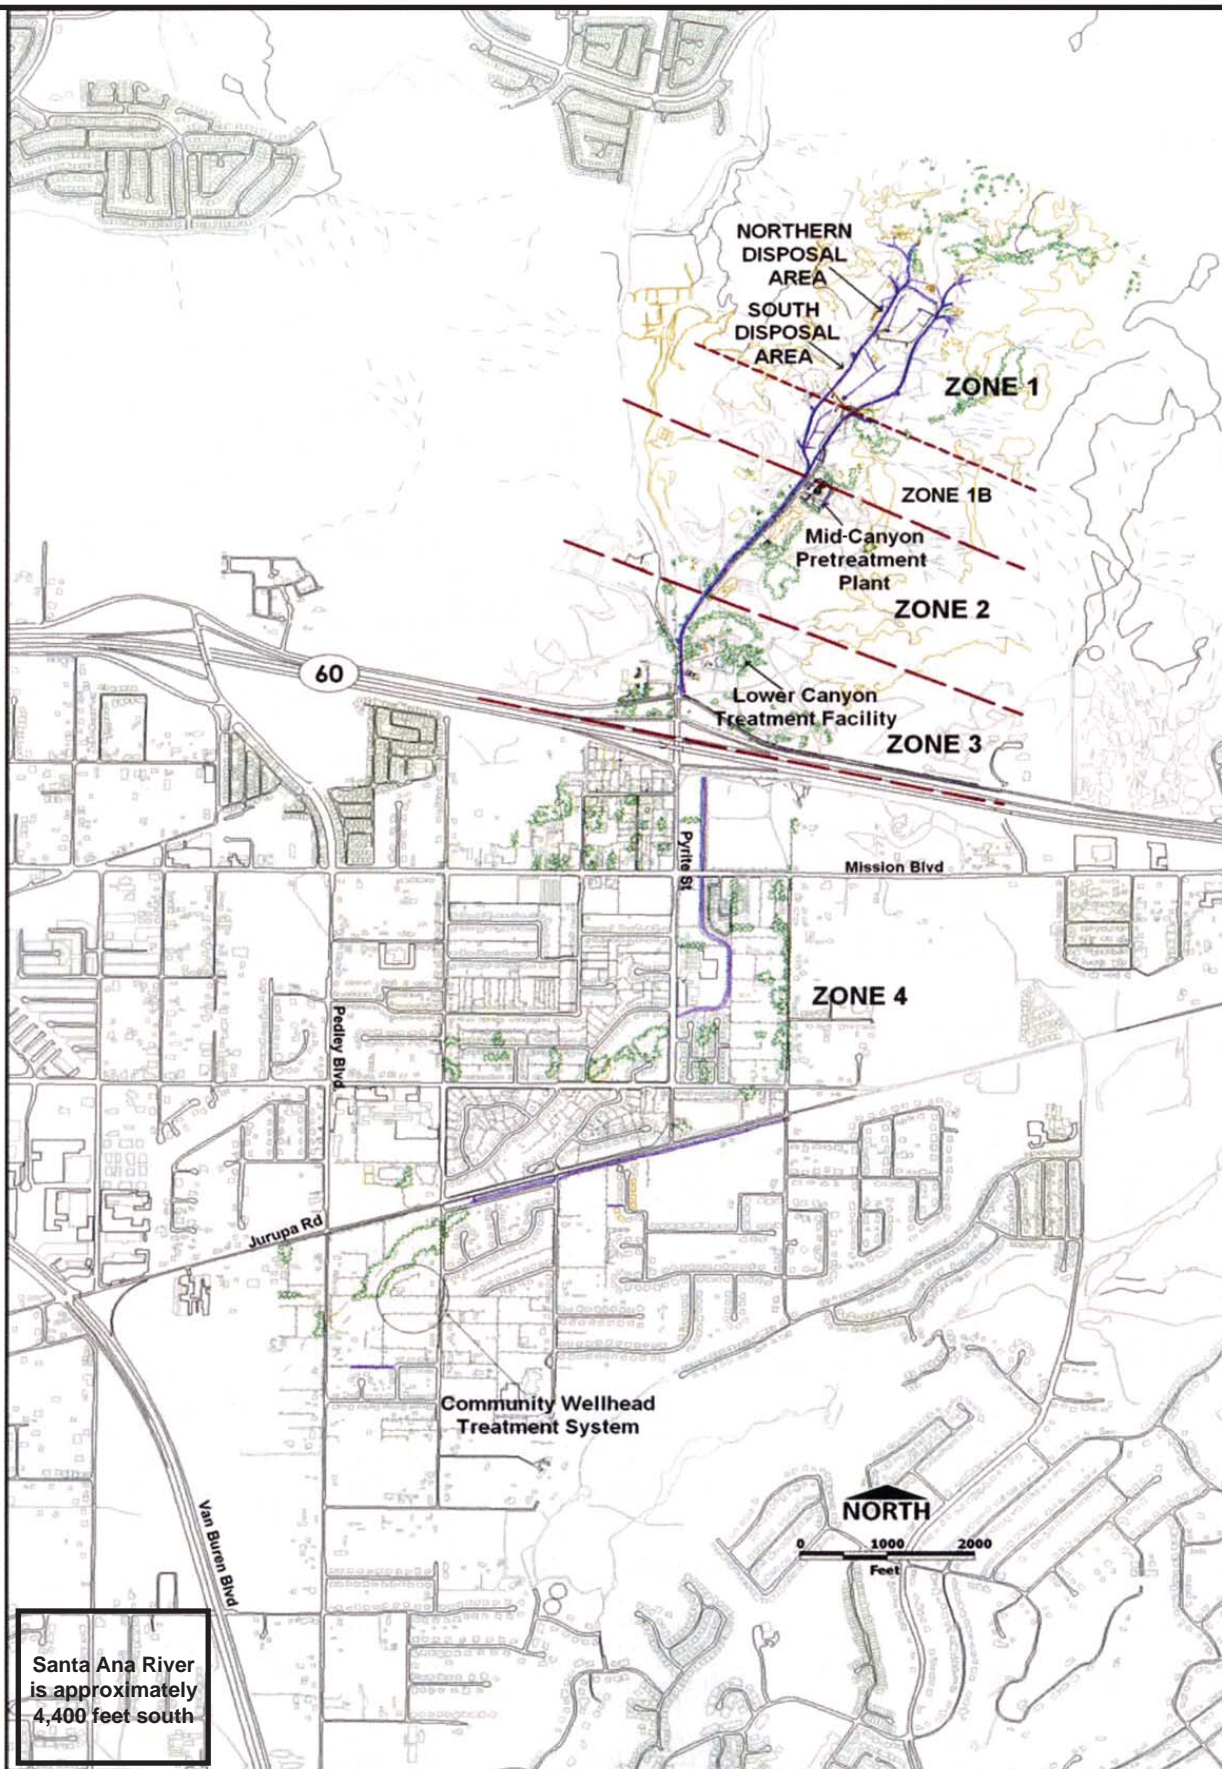 NORTHERN
DISPOSAL
AREA
SOUTH
DISPOSAL
AREA
ZONE 1
ZONE 1B
Mid-Canyon
Pretreatment
Plant
ZONE 2
60
Lower Canyon
Treatment Facility
ZONE 3
Pyrite St
Mission Blvd
ZONE 4
Pedley Blvd.
Jurupa Rd
Community Wellhead
Treatment System
Van Buren Blvd
NORTH
0 1000 2000
Feet
Santa Ana River
is approximately
4,400 feet south